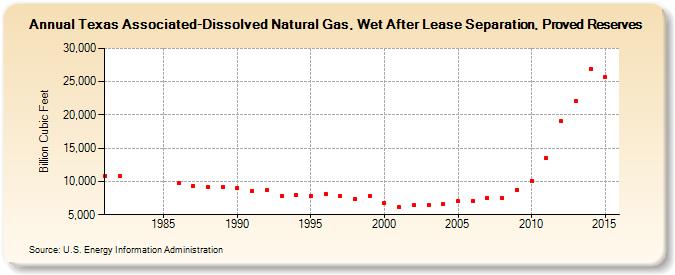 Annual Texas Associated-Dissolved Natural Gas, Wet After Lease Separation, Proved Reserves
Billion Cubic Feet
30,000
25,000
20,000
15,000
10,000
5,000
1985 1990 1995 2000 2005 2010 2015
Source: U.S. Energy Information Administration